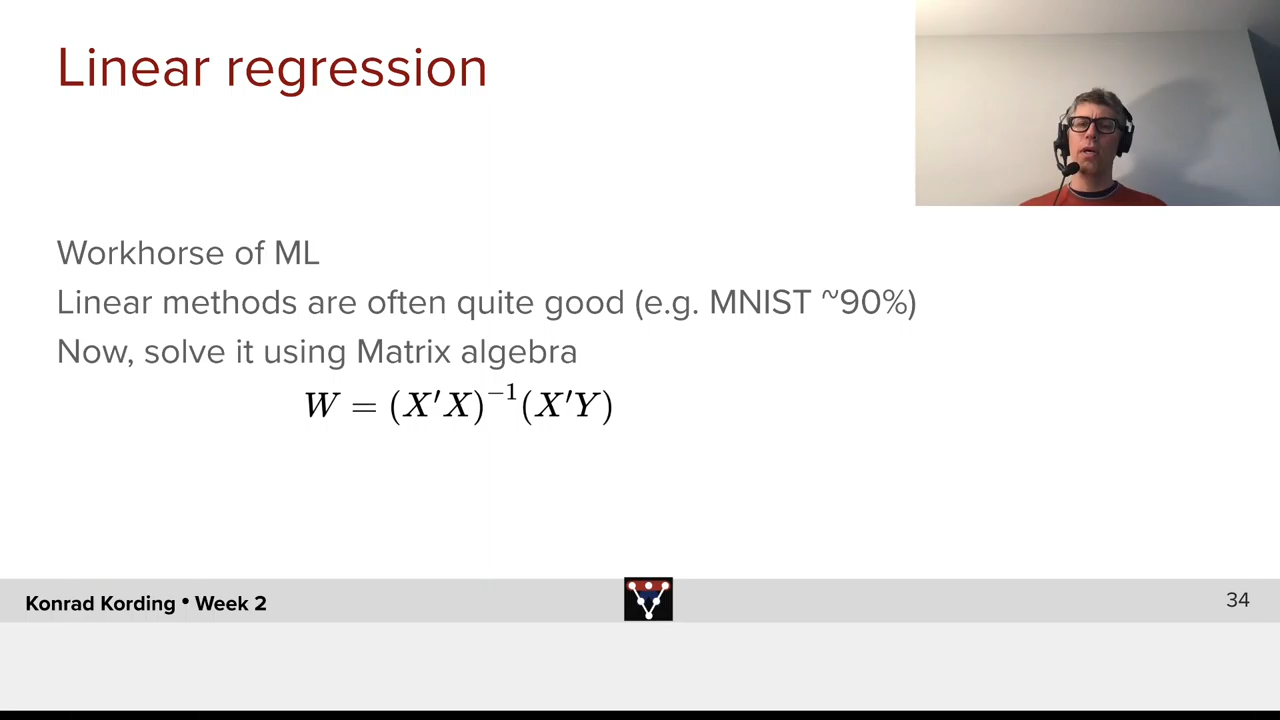 Linear regression
Workhorse of ML
Linear methods are often quite good (e.g. MNIST ~90%)
Now, solve it using Matrix algebra
W = (X′X)⁻¹(X′Y)
Konrad Kording • Week 2
34